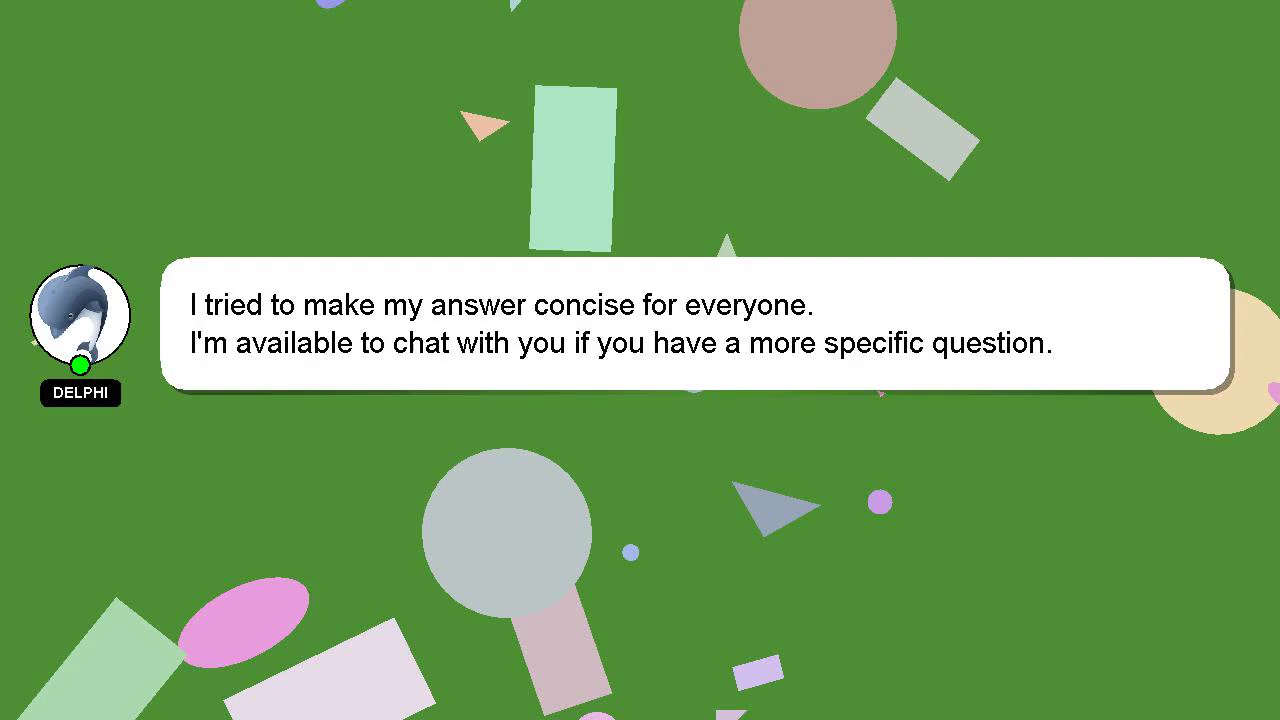 I tried to make my answer concise for everyone.
I'm available to chat with you if you have a more specific question.
DELPHI